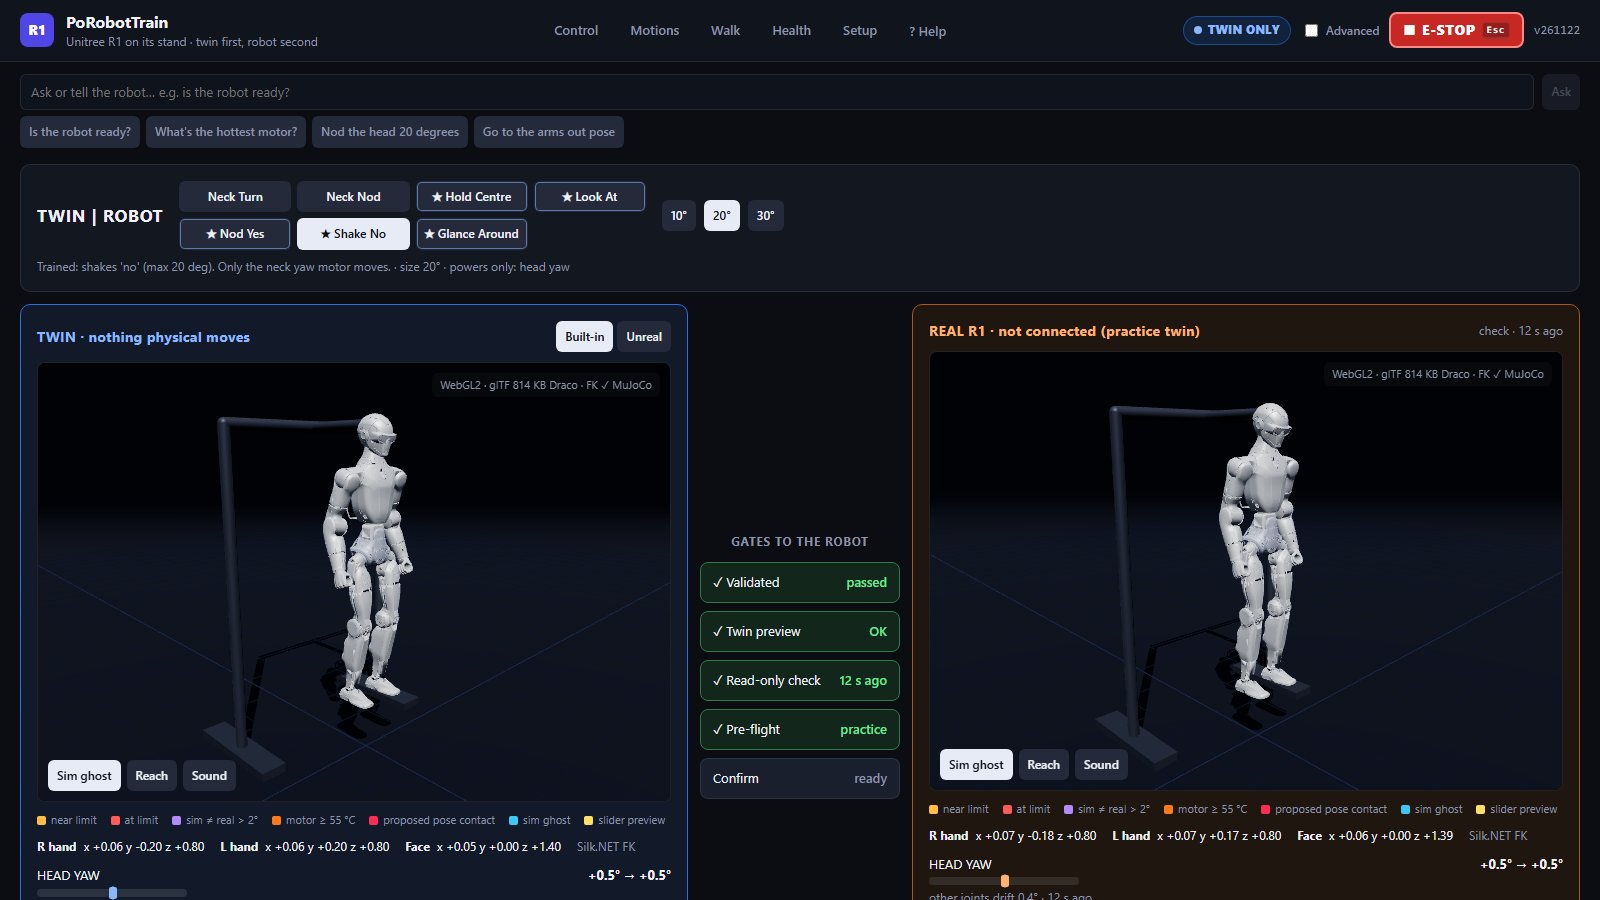 R1
PoRobotTrain
Unitree R1 on its stand · twin first, robot second
Control
Motions
Walk
Health
Setup
? Help
TWIN ONLY
Advanced
E-STOP Esc
v261122
Ask or tell the robot... e.g. is the robot ready?
Ask
Is the robot ready?
What's the hottest motor?
Nod the head 20 degrees
Go to the arms out pose
TWIN | ROBOT
Neck Turn
Neck Nod
★ Hold Centre
★ Look At
★ Nod Yes
★ Shake No
★ Glance Around
10°
20°
30°
Trained: shakes 'no' (max 20 deg). Only the neck yaw motor moves. · size 20° · powers only: head yaw
TWIN · nothing physical moves
Built-in
Unreal
WebGL2 · glTF 814 KB Draco · FK ✓ MuJoCo
Sim ghost
Reach
Sound
near limit
at limit
sim ≠ real > 2°
motor ≥ 55 °C
proposed pose contact
sim ghost
slider preview
R hand x +0.06 y -0.20 z +0.80 L hand x +0.06 y +0.20 z +0.80 Face x +0.05 y +0.00 z +1.40 Silk.NET FK
HEAD YAW
+0.5° → +0.5°
GATES TO THE ROBOT
✓ Validated passed
✓ Twin preview OK
✓ Read-only check 12 s ago
✓ Pre-flight practice
Confirm ready
REAL R1 · not connected (practice twin)
check · 12 s ago
WebGL2 · glTF 814 KB Draco · FK ✓ MuJoCo
Sim ghost
Reach
Sound
near limit
at limit
sim ≠ real > 2°
motor ≥ 55 °C
proposed pose contact
sim ghost
slider preview
R hand x +0.07 y -0.18 z +0.80 L hand x +0.07 y +0.17 z +0.80 Face x +0.06 y +0.00 z +1.39 Silk.NET FK
HEAD YAW
+0.5° → +0.5°
other joints drift 0.4° · 12 s ago